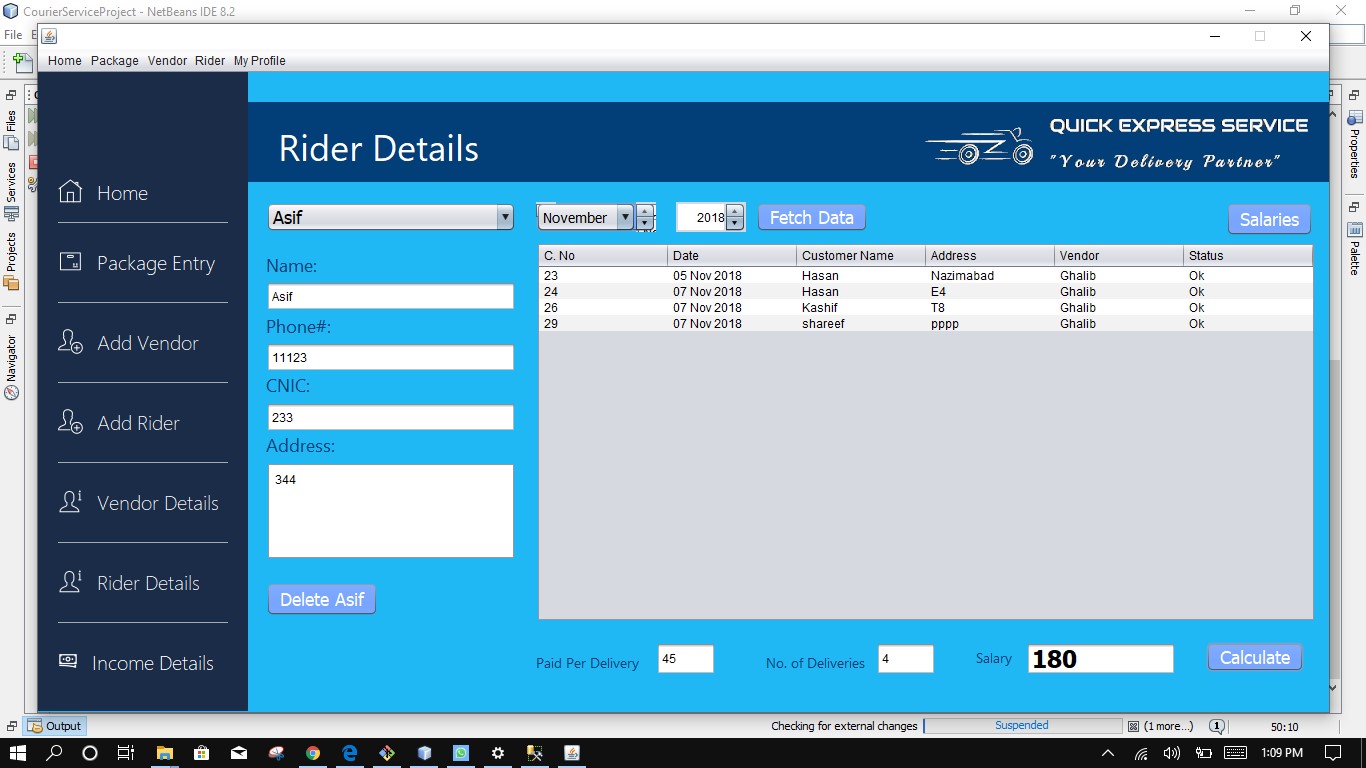 CourierServiceProject - NetBeans IDE 8.2
File E
Home Package Vendor Rider My Profile
Files
Services
Projects
Navigator
Home
Package Entry
Add Vendor
Add Rider
Vendor Details
Rider Details
Income Details
Rider Details
QUICK EXPRESS SERVICE
"Your Delivery Partner"
Asif
November 2018 Fetch Data Salaries
Name:
Asif
Phone#:
11123
CNIC:
233
Address:
344
Delete Asif
C. No Date Customer Name Address Vendor Status
23 05 Nov 2018 Hasan Nazimabad Ghalib Ok
24 07 Nov 2018 Hasan E4 Ghalib Ok
26 07 Nov 2018 Kashif T8 Ghalib Ok
29 07 Nov 2018 shareef pppp Ghalib Ok
Paid Per Delivery 45 No. of Deliveries 4 Salary 180 Calculate
Properties
Palette
Output
Checking for external changes Suspended (1 more...) 1 50:10
1:09 PM